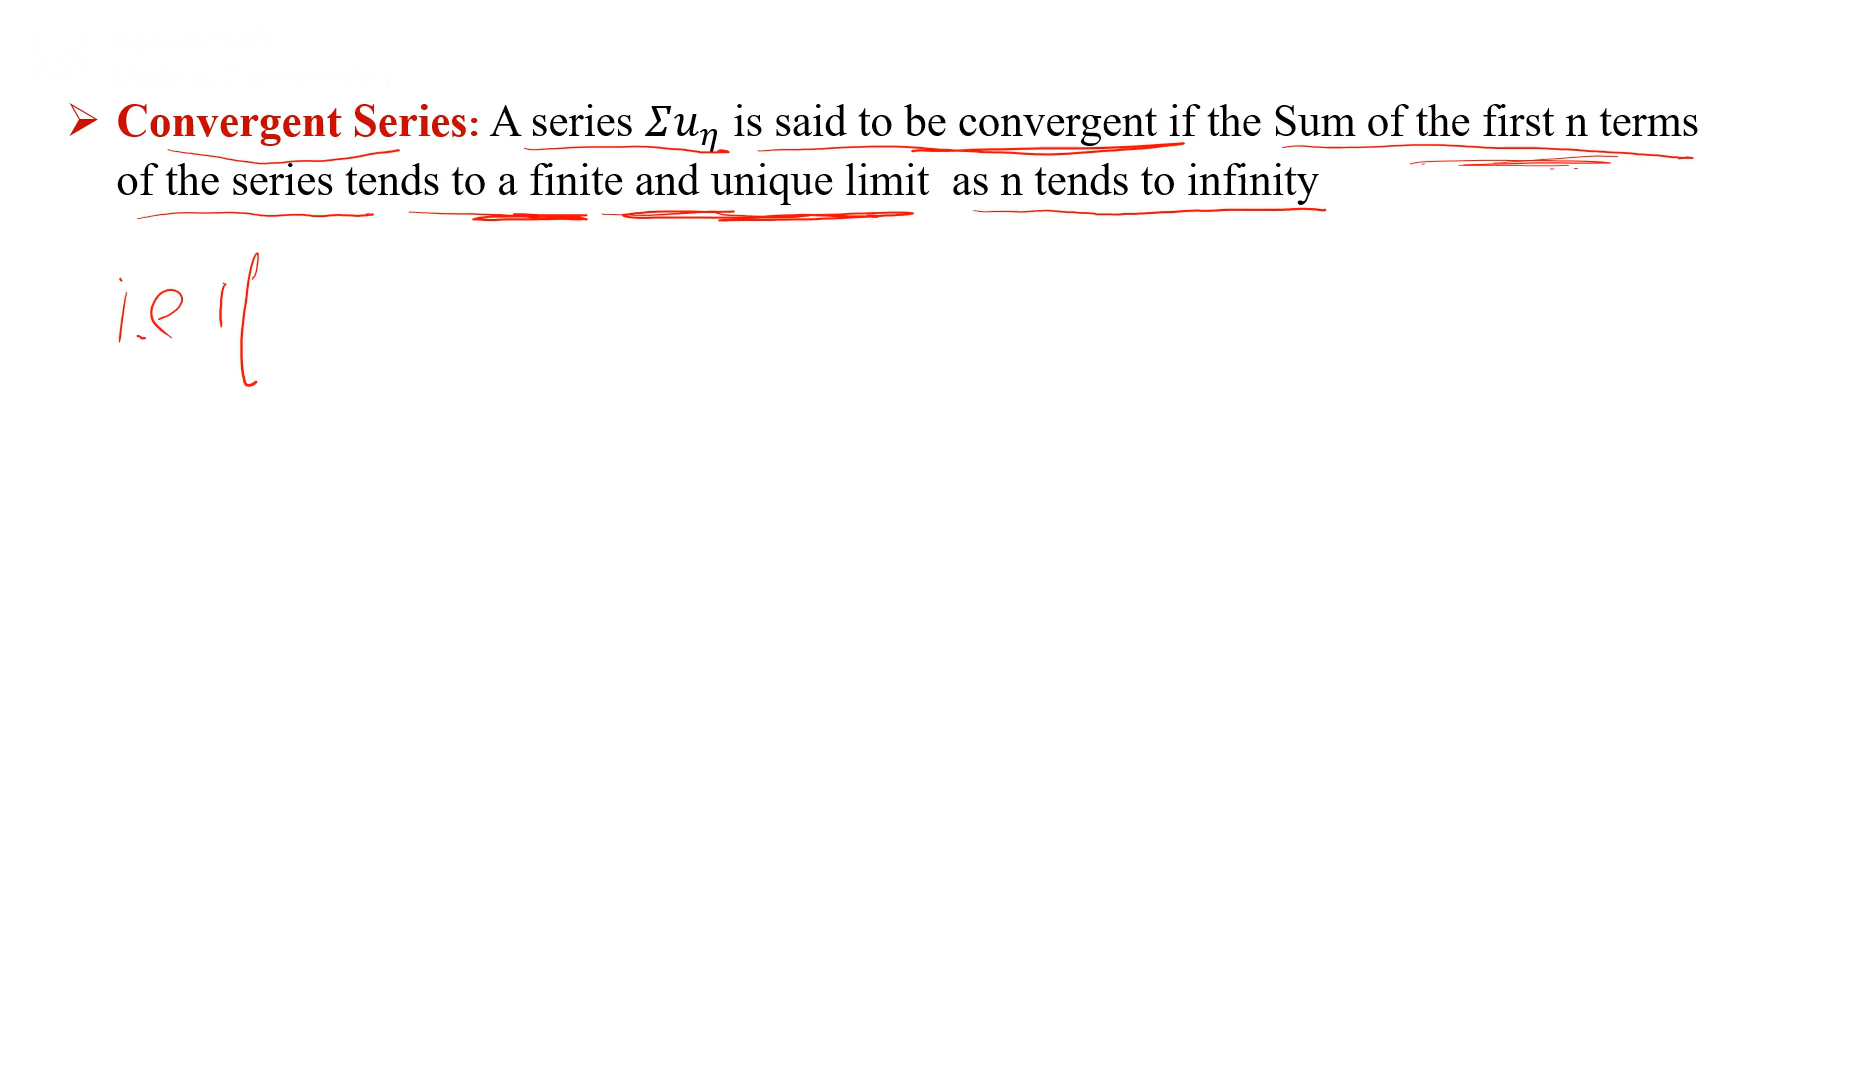 ➢ Convergent Series: A series Σu_η is said to be convergent if the Sum of the first n terms
of the series tends to a finite and unique limit as n tends to infinity
i.e if